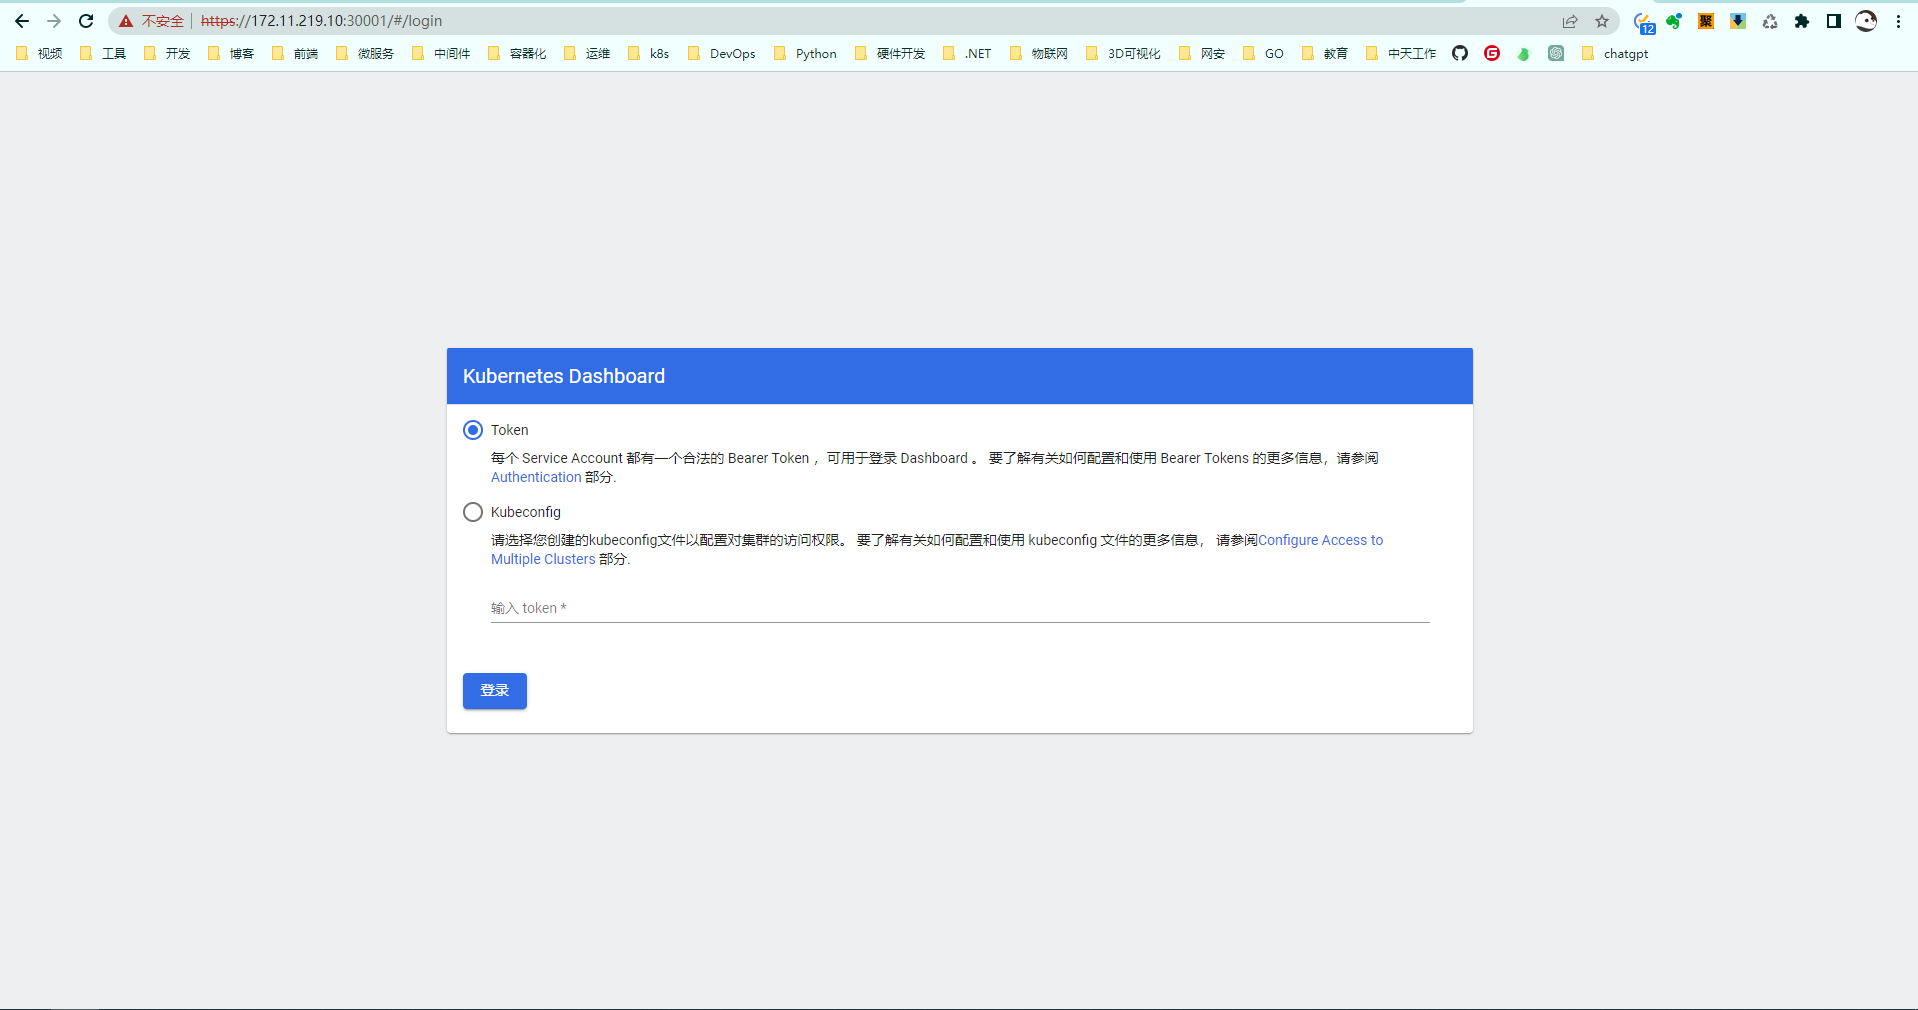 不安全 https://172.11.219.10:30001/#/login
12
聚
视频 工具 开发 博客 前端 微服务 中间件 容器化 运维 k8s DevOps Python 硬件开发 .NET 物联网 3D可视化 网安 GO 教育 中天工作 G chatgpt
Kubernetes Dashboard
Token
每个 Service Account 都有一个合法的 Bearer Token ，可用于登录 Dashboard 。 要了解有关如何配置和使用 Bearer Tokens 的更多信息，请参阅
Authentication 部分.
Kubeconfig
请选择您创建的kubeconfig文件以配置对集群的访问权限。 要了解有关如何配置和使用 kubeconfig 文件的更多信息， 请参阅Configure Access to
Multiple Clusters 部分.
输入 token *
登录